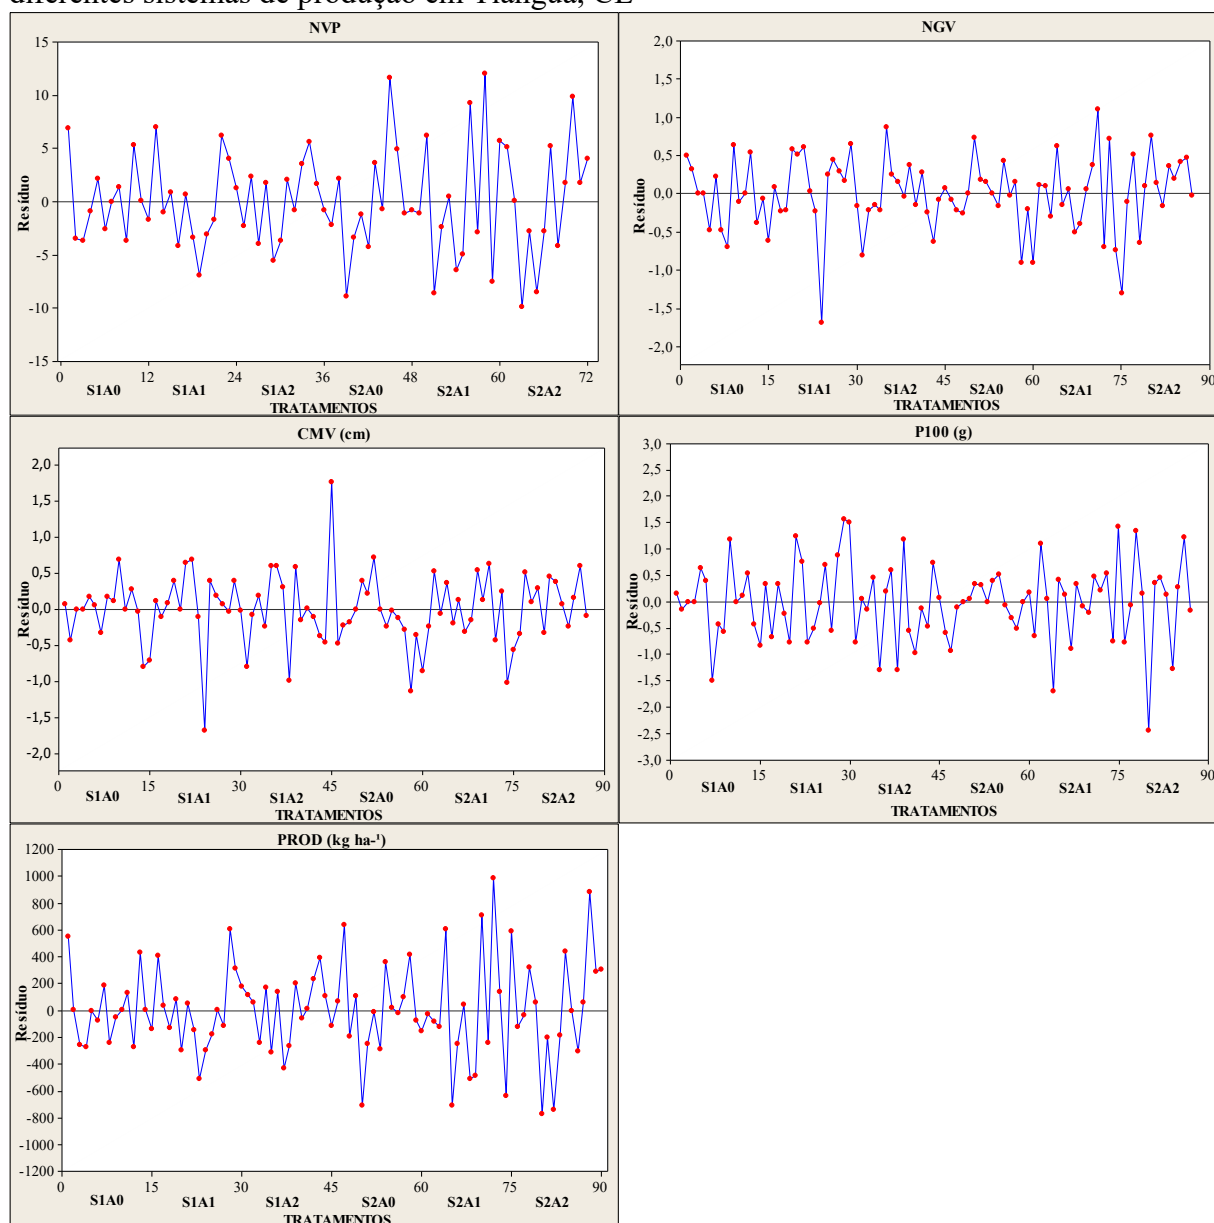 diferentes sistemas de produção em Tianguá, CE
NVP
15
10
5
0
-5
-10
-15
Resíduo
0 12 24 36 48 60 72
S1A0 S1A1 S1A2 S2A0 S2A1 S2A2
TRATAMENTOS
NGV
2,0
1,5
1,0
0,5
0,0
-0,5
-1,0
-1,5
-2,0
Resíduo
0 15 30 45 60 75 90
S1A0 S1A1 S1A2 S2A0 S2A1 S2A2
TRATAMENTOS
CMV (cm)
2,0
1,5
1,0
0,5
0,0
-0,5
-1,0
-1,5
-2,0
Resíduo
0 15 30 45 60 75 90
S1A0 S1A1 S1A2 S2A0 S2A1 S2A2
TRATAMENTOS
P100 (g)
3,0
2,5
2,0
1,5
1,0
0,5
0,0
-0,5
-1,0
-1,5
-2,0
-2,5
-3,0
Resíduo
0 15 30 45 60 75 90
S1A0 S1A1 S1A2 S2A0 S2A1 S2A2
TRATAMENTOS
PROD (kg ha-¹)
1200
1000
800
600
400
200
0
-200
-400
-600
-800
-1000
-1200
Resíduo
0 15 30 45 60 75 90
S1A0 S1A1 S1A2 S2A0 S2A1 S2A2
TRATAMENTOS